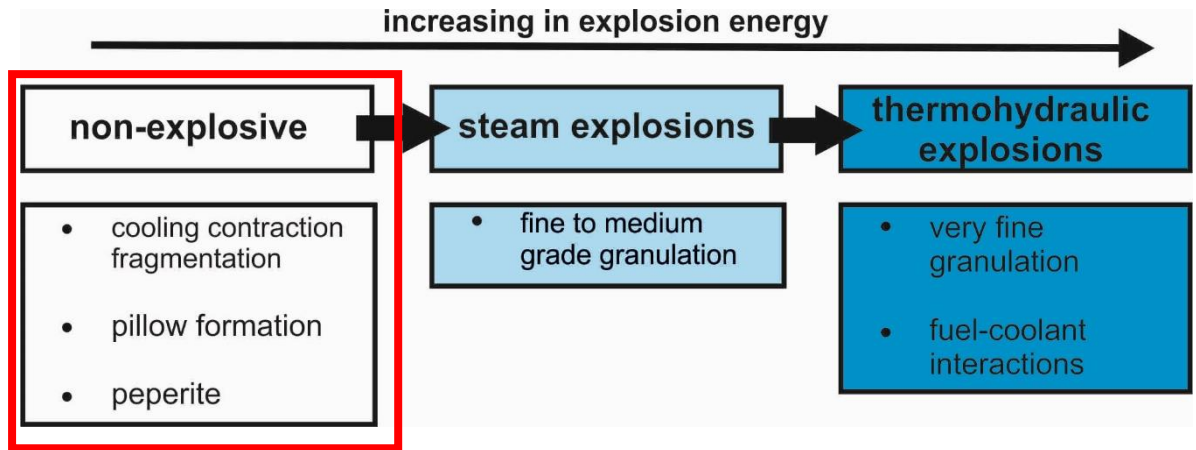 increasing in explosion energy
non-explosive
steam explosions
thermohydraulic
explosions
• cooling contraction
fragmentation
• pillow formation
• peperite
• fine to medium
grade granulation
• very fine
granulation
• fuel-coolant
interactions